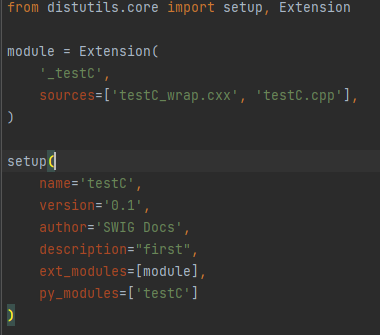 from distutils.core import setup, Extension
module = Extension(
    '_testC',
    sources=['testC_wrap.cxx', 'testC.cpp'],
)
setup(
    name='testC',
    version='0.1',
    author='SWIG Docs',
    description="first",
    ext_modules=[module],
    py_modules=['testC']
)